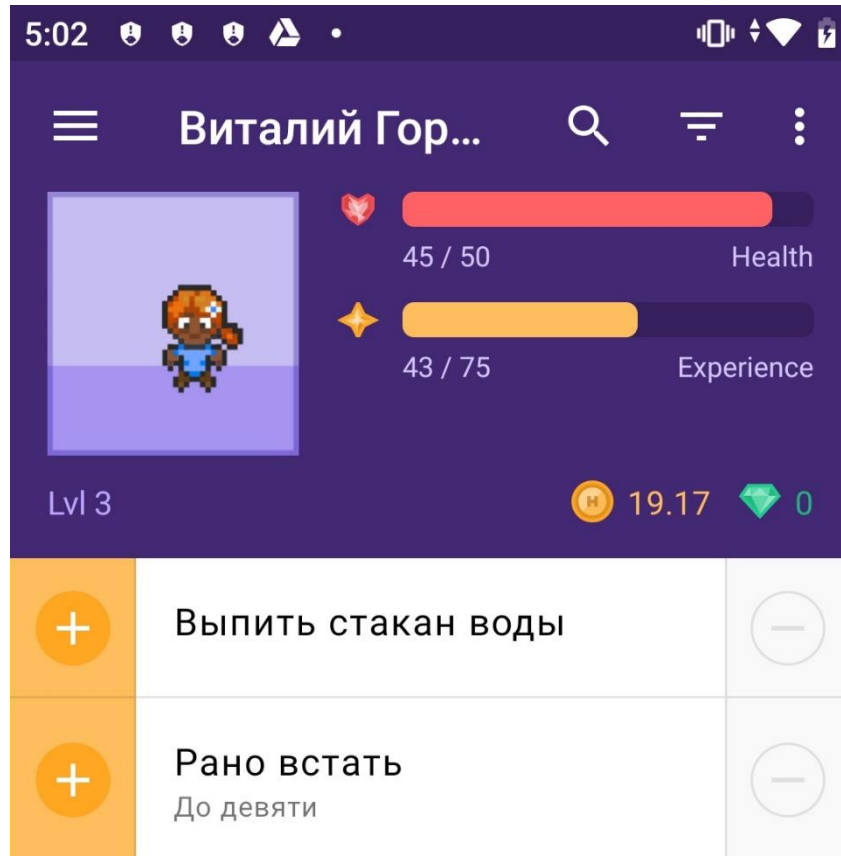 5:02
Виталий Гор...
45 / 50 Health
43 / 75 Experience
Lvl 3 19.17 0
Выпить стакан воды
Рано встать
До девяти